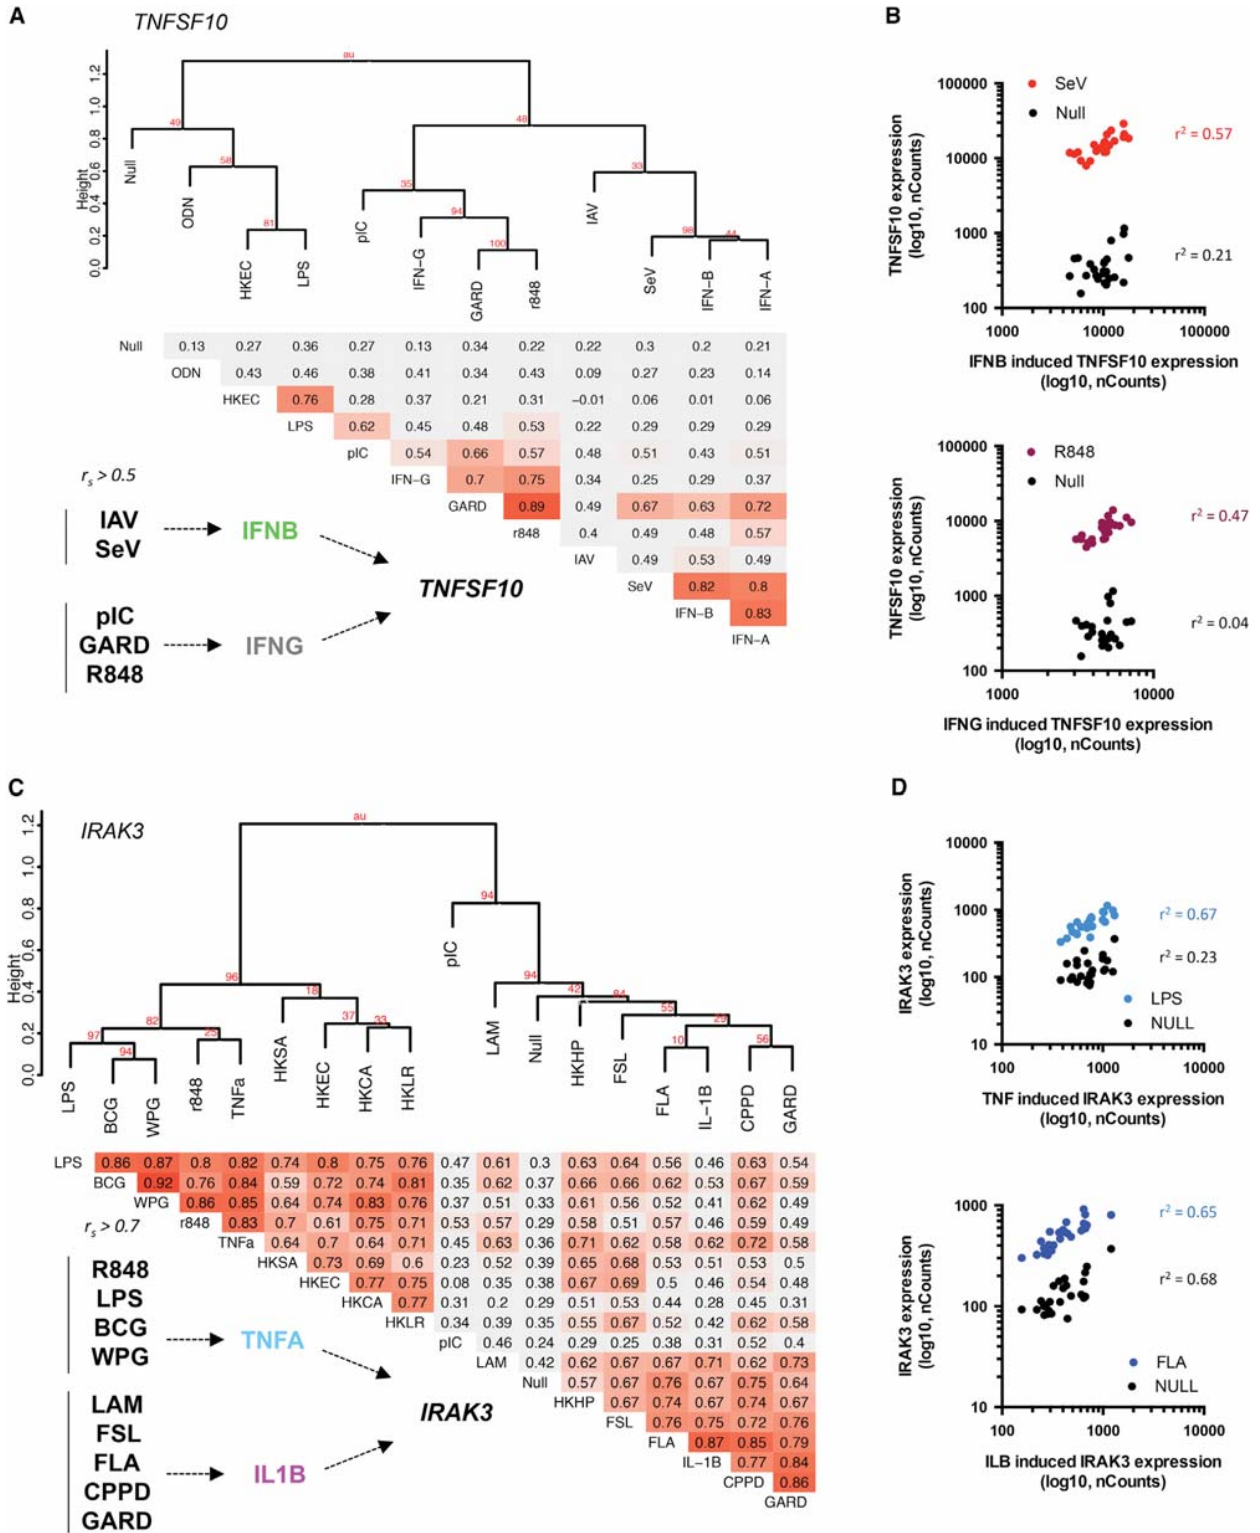 A
TNFSF10
au
Height
0.0 0.2 0.4 0.6 0.8 1.0 1.2
49
48
58
33
35
81
94
98
44
100
Null
ODN
HKEC
LPS
pIC
IFN-G
GARD
r848
IAV
SeV
IFN-B
IFN-A
Null 0.13 0.27 0.36 0.27 0.13 0.34 0.22 0.22 0.3 0.2 0.21
ODN 0.43 0.46 0.38 0.41 0.34 0.43 0.09 0.27 0.23 0.14
HKEC 0.76 0.28 0.37 0.21 0.31 −0.01 0.06 0.01 0.06
LPS 0.62 0.45 0.48 0.53 0.22 0.29 0.29 0.29
pIC 0.54 0.66 0.57 0.48 0.51 0.43 0.51
IFN-G 0.7 0.75 0.34 0.25 0.29 0.37
GARD 0.89 0.49 0.67 0.63 0.72
r848 0.4 0.49 0.48 0.57
IAV 0.49 0.53 0.49
SeV 0.82 0.8
IFN-B 0.83
IFN-A
rs > 0.5
IAV
SeV
IFNB
TNFSF10
pIC
GARD
R848
IFNG
B
SeV
Null
r2 = 0.57
r2 = 0.21
100000
10000
1000
100
TNFSF10 expression
(log10, nCounts)
1000 10000 100000
IFNB induced TNFSF10 expression
(log10, nCounts)
R848
Null
r2 = 0.47
r2 = 0.04
100000
10000
1000
100
TNFSF10 expression
(log10, nCounts)
1000 10000
IFNG induced TNFSF10 expression
(log10, nCounts)
C
IRAK3
au
Height
0.0 0.2 0.4 0.6 0.8 1.0 1.2
94
96
94
18
42
84
82
37
33
55
97
25
29
94
10
56
LPS
BCG
WPG
r848
TNFa
HKSA
HKEC
HKCA
HKLR
pIC
LAM
Null
HKHP
FSL
FLA
IL-1B
CPPD
GARD
LPS 0.86 0.87 0.8 0.82 0.74 0.8 0.75 0.76 0.47 0.61 0.3 0.63 0.64 0.56 0.46 0.63 0.54
BCG 0.92 0.76 0.84 0.59 0.72 0.74 0.81 0.35 0.62 0.37 0.66 0.66 0.62 0.53 0.67 0.59
WPG 0.86 0.85 0.64 0.74 0.83 0.76 0.37 0.51 0.33 0.61 0.56 0.52 0.41 0.62 0.49
r848 0.83 0.7 0.61 0.75 0.71 0.53 0.57 0.29 0.58 0.51 0.57 0.46 0.59 0.49
TNFa 0.64 0.7 0.64 0.71 0.45 0.63 0.36 0.71 0.62 0.58 0.62 0.72 0.58
HKSA 0.73 0.69 0.6 0.23 0.52 0.39 0.65 0.68 0.53 0.51 0.53 0.5
HKEC 0.77 0.75 0.08 0.35 0.38 0.67 0.69 0.5 0.46 0.54 0.48
HKCA 0.77 0.31 0.2 0.29 0.51 0.53 0.44 0.28 0.45 0.31
HKLR 0.34 0.39 0.35 0.55 0.67 0.52 0.42 0.62 0.58
pIC 0.46 0.24 0.29 0.25 0.38 0.31 0.52 0.4
LAM 0.42 0.62 0.67 0.67 0.71 0.62 0.73
Null 0.57 0.67 0.76 0.67 0.75 0.64
HKHP 0.67 0.74 0.67 0.74 0.67
FSL 0.76 0.75 0.72 0.76
FLA 0.87 0.85 0.79
IL-1B 0.77 0.84
CPPD 0.86
GARD
rs > 0.7
R848
LPS
BCG
WPG
TNFA
IRAK3
LAM
FSL
FLA
CPPD
GARD
IL1B
D
10000
1000
100
10
IRAK3 expression
(log10, nCounts)
r2 = 0.67
r2 = 0.23
LPS
NULL
100 1000 10000
TNF induced IRAK3 expression
(log10, nCounts)
1000
100
10
IRAK3 expression
(log10, nCounts)
r2 = 0.65
r2 = 0.68
FLA
NULL
100 1000 10000
ILB induced IRAK3 expression
(log10, nCounts)